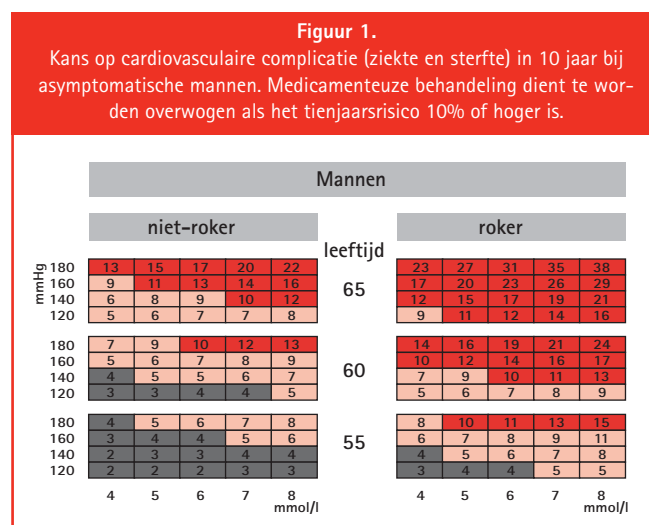 Figuur 1.
Kans op cardiovasculaire complicatie (ziekte en sterfte) in 10 jaar bij
asymptomatische mannen. Medicamenteuze behandeling dient te wor-
den overwogen als het tienjaarsrisico 10% of hoger is.
Mannen
niet-roker roker
leeftijd
mmHg
180 13 15 17 20 22 23 27 31 35 38
160 9 11 13 14 16 17 20 23 26 29
65
140 6 8 9 10 12 12 15 17 19 21
120 5 6 7 7 8 9 11 12 14 16
180 7 9 10 12 13 14 16 19 21 24
160 5 6 7 8 9 10 12 14 16 17
60
140 4 5 5 6 7 7 9 10 11 13
120 3 3 4 4 5 5 6 7 8 9
180 4 5 6 7 8 8 10 11 13 15
160 3 4 4 5 6 6 7 8 9 11
55
140 2 3 3 4 4 4 5 6 7 8
120 2 2 2 3 3 3 4 4 5 5
4 5 6 7 8 4 5 6 7 8
mmol/l mmol/l